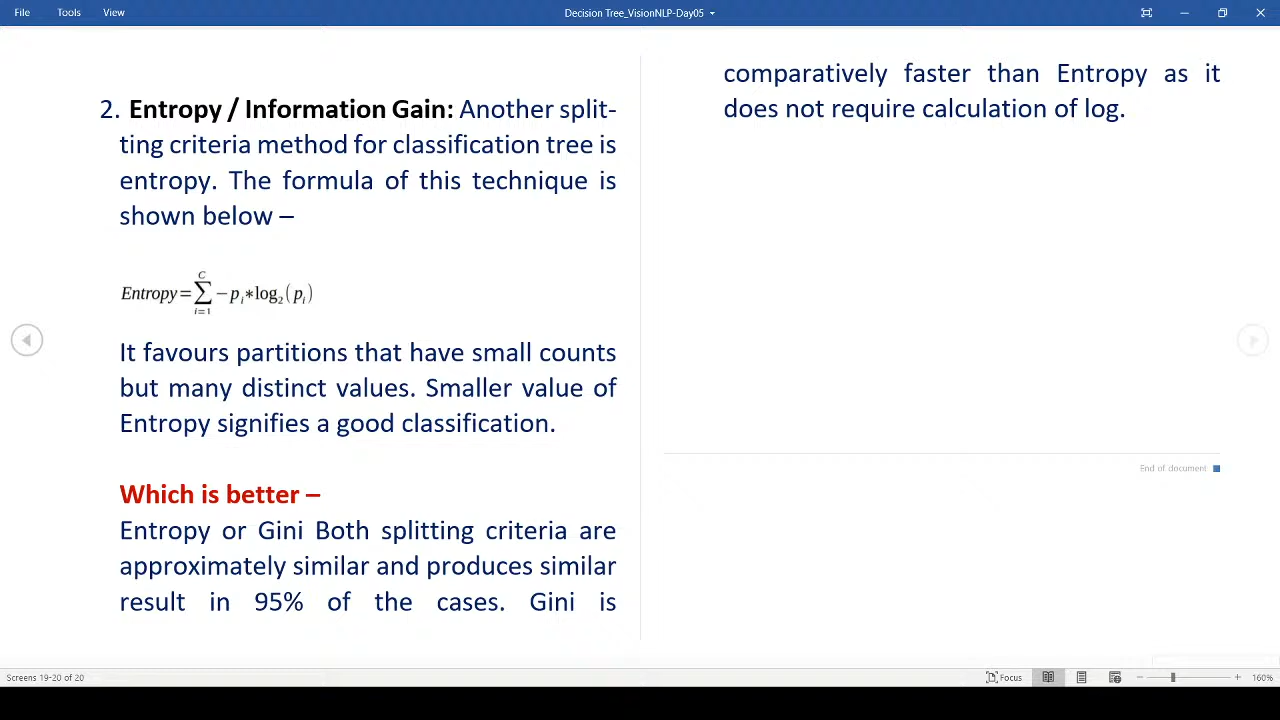 File Tools View Decision Tree_VisionNLP-Day05
2. Entropy / Information Gain: Another split-
ting criteria method for classification tree is
entropy. The formula of this technique is
shown below –
Entropy=∑_{i=1}^{C} −p_i*log_2(p_i)
It favours partitions that have small counts
but many distinct values. Smaller value of
Entropy signifies a good classification.
Which is better –
Entropy or Gini Both splitting criteria are
approximately similar and produces similar
result in 95% of the cases. Gini is
comparatively faster than Entropy as it
does not require calculation of log.
End of document
Screens 19-20 of 20 Focus 160%